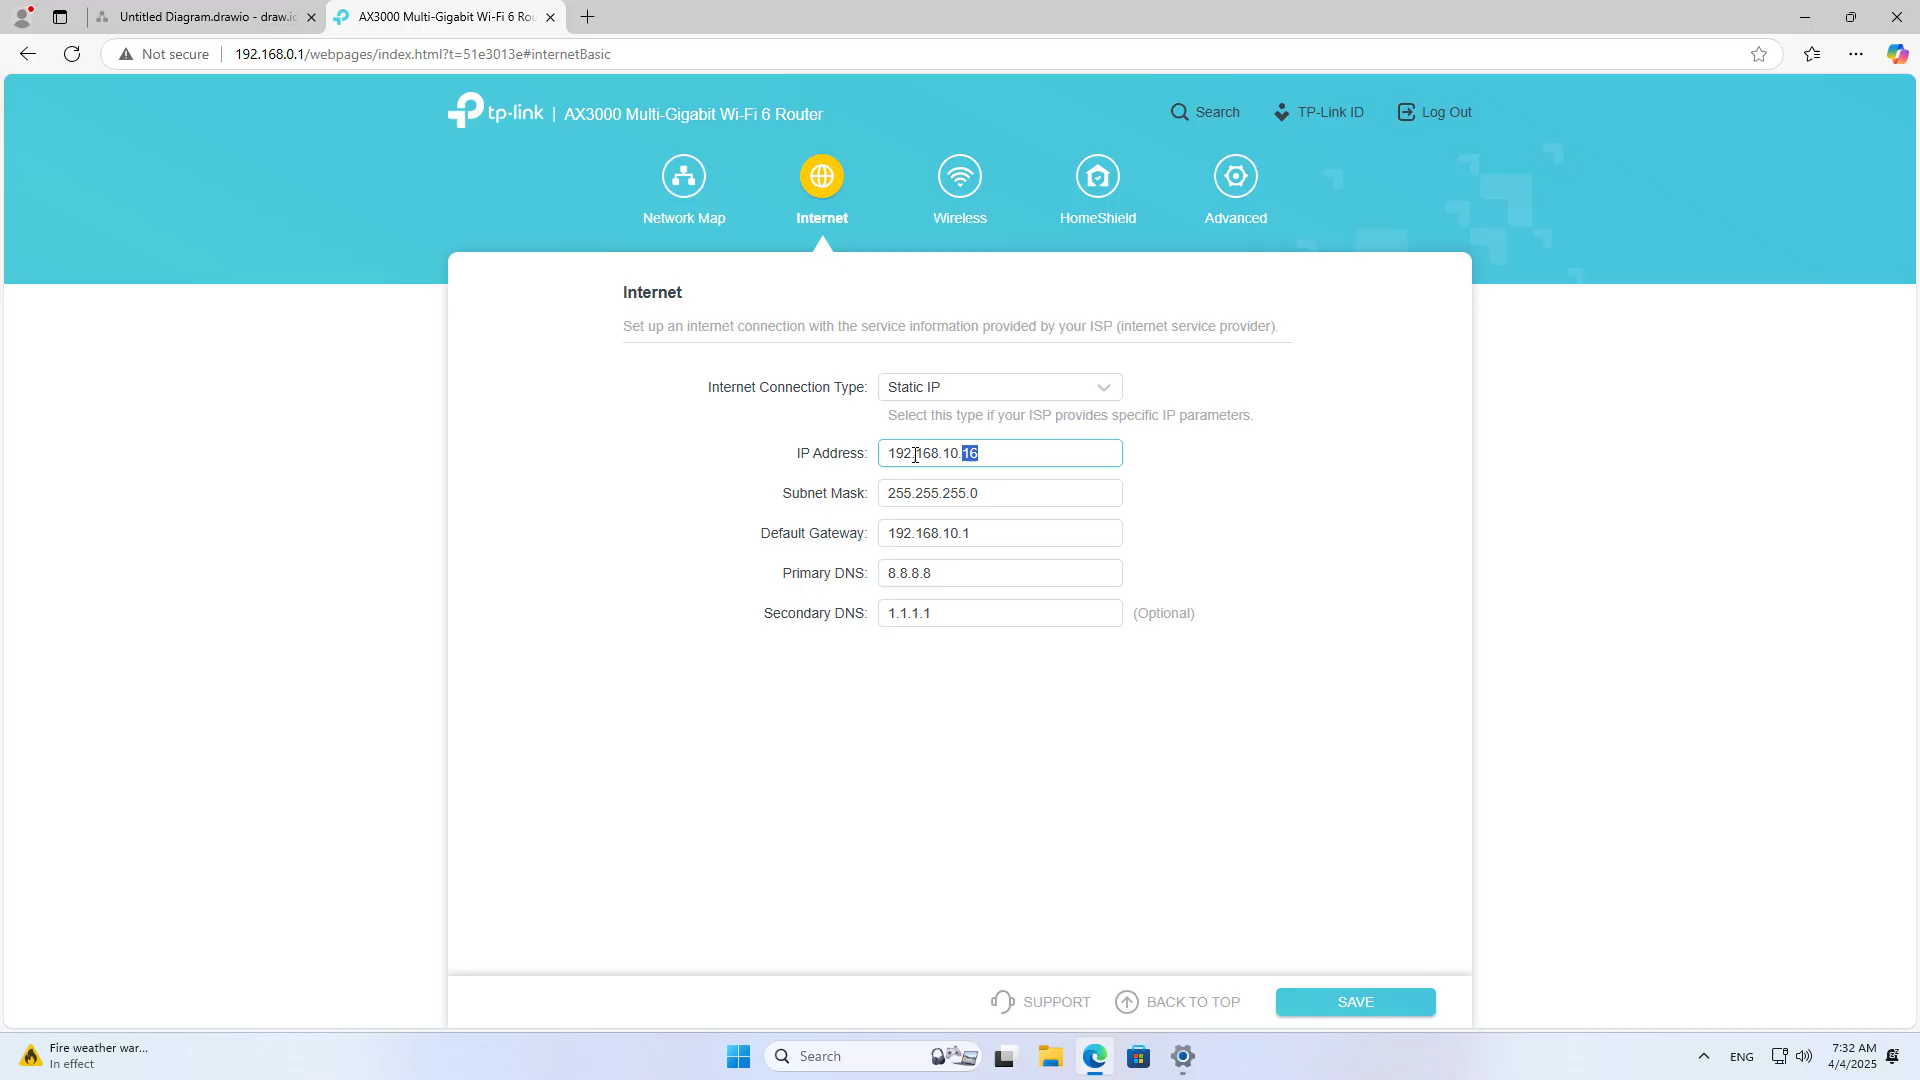 Untitled Diagram.drawio - draw.i
AX3000 Multi-Gigabit Wi-Fi 6 Rou
Not secure
192.168.0.1/webpages/index.html?t=51e3013e#internetBasic
tp-link | AX3000 Multi-Gigabit Wi-Fi 6 Router
Search
TP-Link ID
Log Out
Network Map
Internet
Wireless
HomeShield
Advanced
Internet
Set up an internet connection with the service information provided by your ISP (internet service provider).
Internet Connection Type: Static IP
Select this type if your ISP provides specific IP parameters.
IP Address: 192.168.10.16
Subnet Mask: 255.255.255.0
Default Gateway: 192.168.10.1
Primary DNS: 8.8.8.8
Secondary DNS: 1.1.1.1 (Optional)
SUPPORT
BACK TO TOP
SAVE
Fire weather war...
In effect
Search
ENG
7:32 AM
4/4/2025